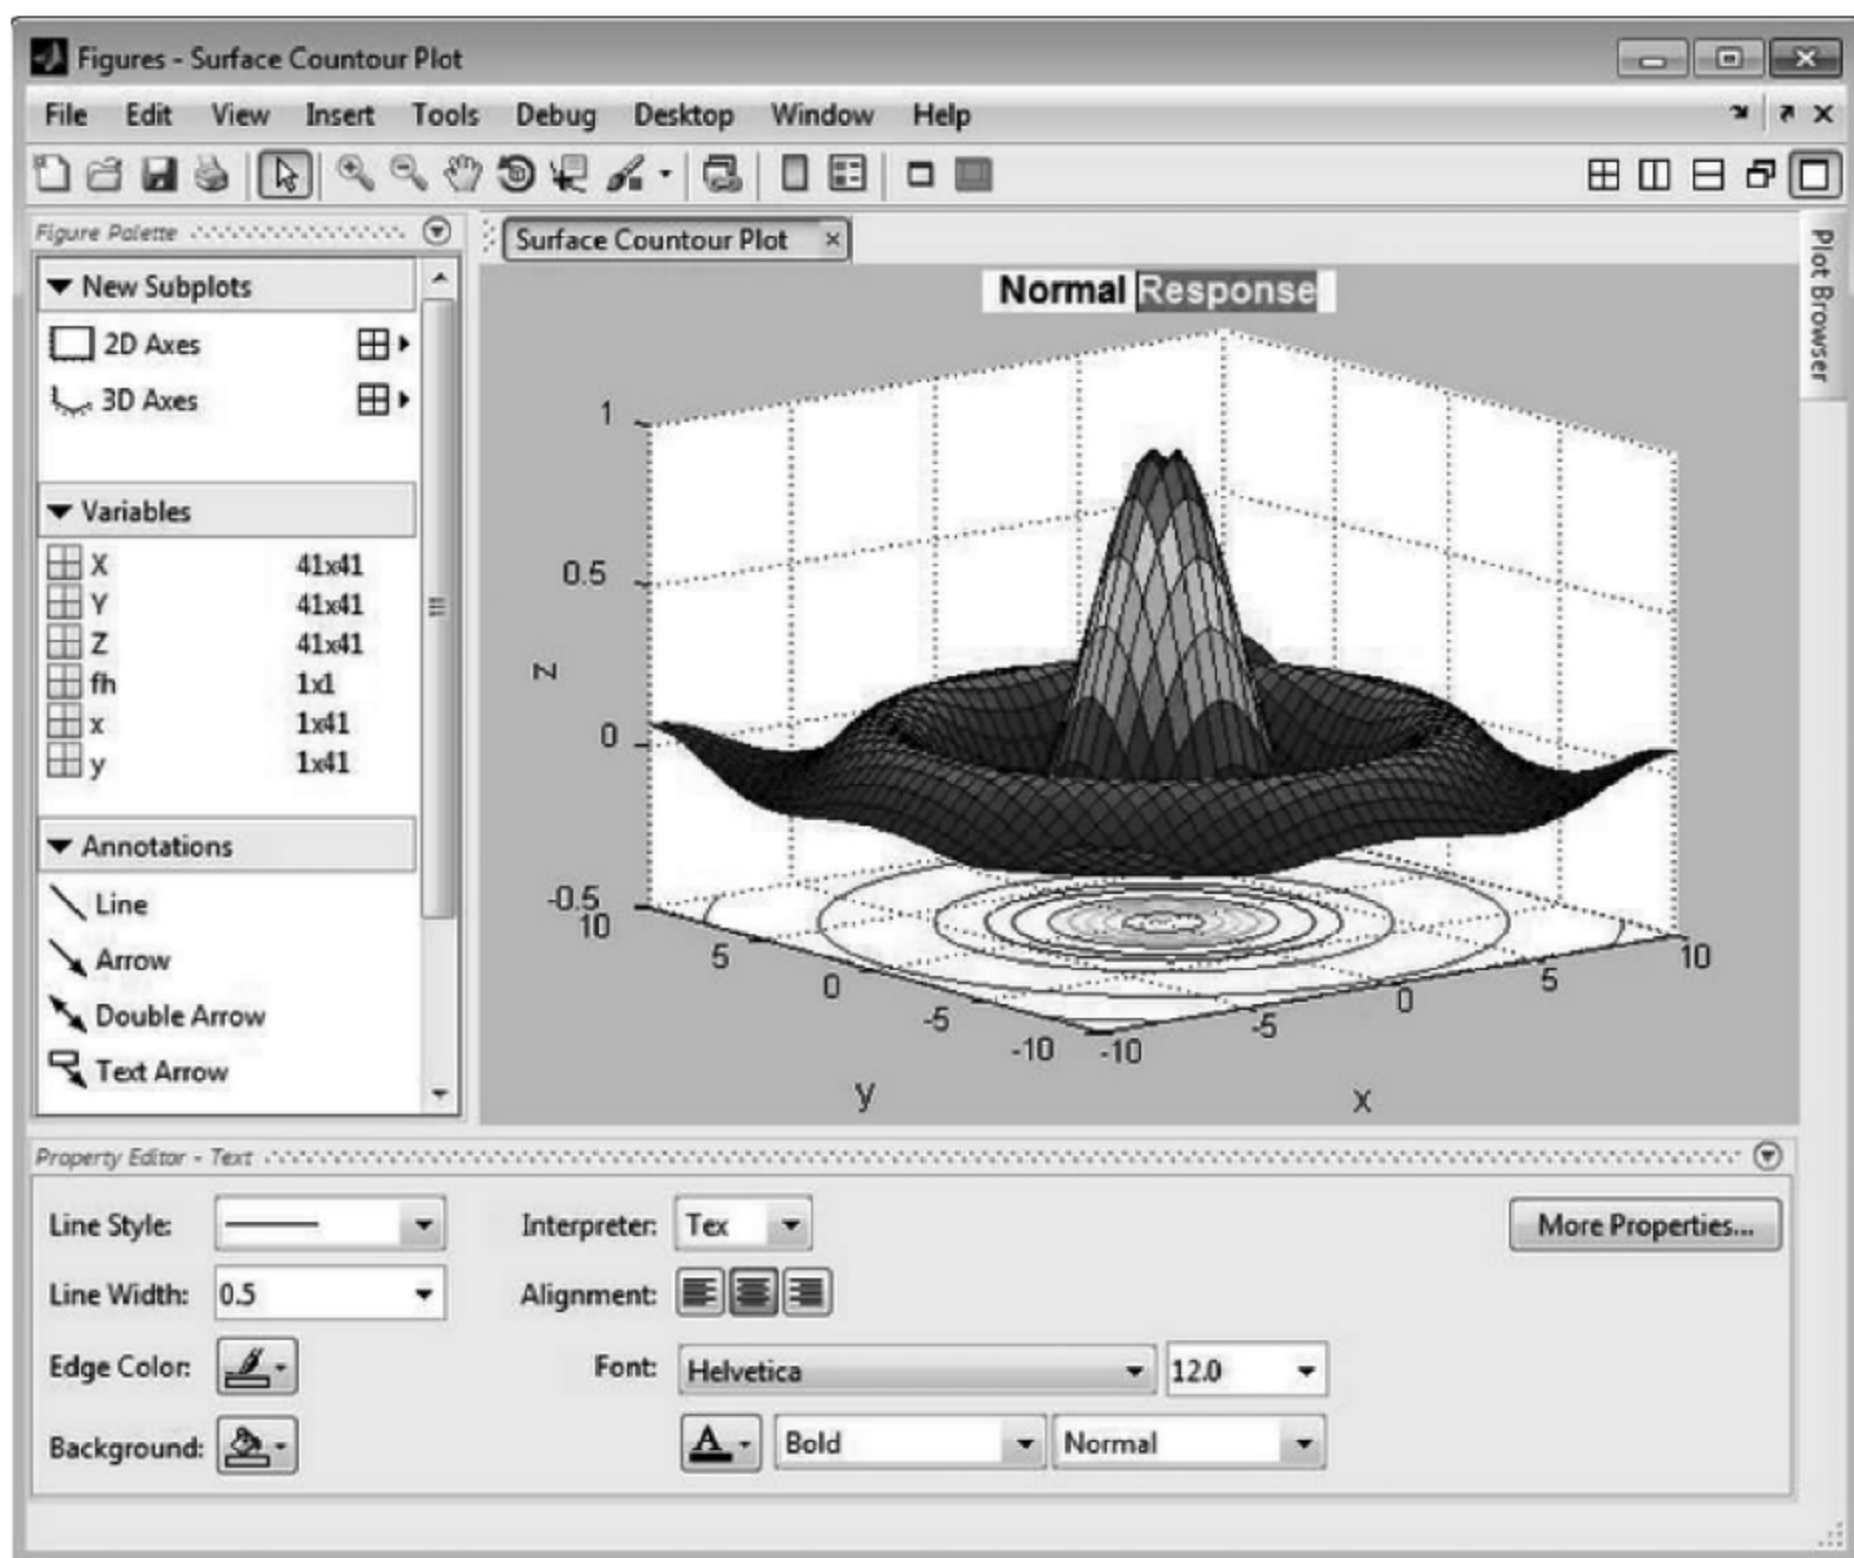 Figures - Surface Countour Plot
File Edit View Insert Tools Debug Desktop Window Help
Figure Palette
New Subplots
2D Axes
3D Axes
Variables
X 41x41
Y 41x41
Z 41x41
fh 1x1
x 1x41
y 1x41
Annotations
Line
Arrow
Double Arrow
Text Arrow
Surface Countour Plot
Plot Browser
Normal Response
1
0.5
0
-0.5
z
10
5
0
-5
-10
y
-10
-5
0
5
10
x
Property Editor - Text
Line Style:
Interpreter: Tex
More Properties...
Line Width: 0.5
Alignment:
Edge Color:
Font: Helvetica 12.0
Background:
A Bold Normal